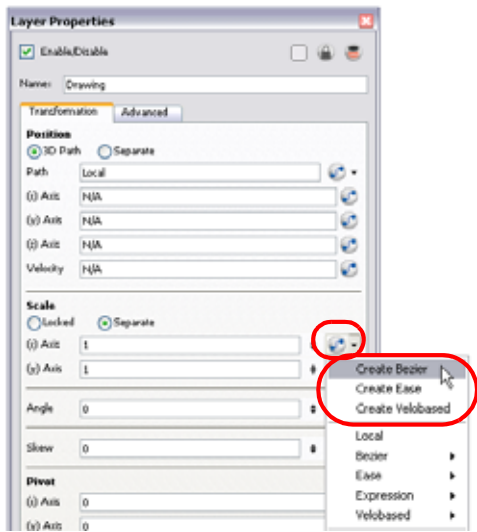 Layer Properties
Enable/Disable
Name: Drawing
Transformation Advanced
Position
3D Path Separate
Path Local
(x) Axis N/A
(y) Axis N/A
(z) Axis N/A
Velocity N/A
Scale
Locked Separate
(x) Axis 1
(y) Axis 1
Create Bezier
Create Ease
Create Velobased
Angle 0
Local
Skew 0
Bezier
Ease
Pivot
Expression
(x) Axis 0
Velobased
(y) Axis 0